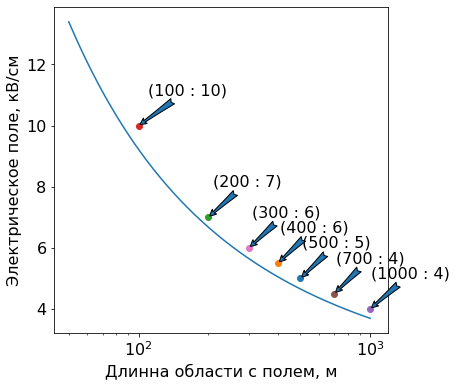 Электрическое поле, кВ/см
12
10
8
6
4
(100 : 10)
(200 : 7)
(300 : 6)
(400 : 6)
(500 : 5)
(700 : 4)
(1000 : 4)
10²
10³
Длинна области с полем, м